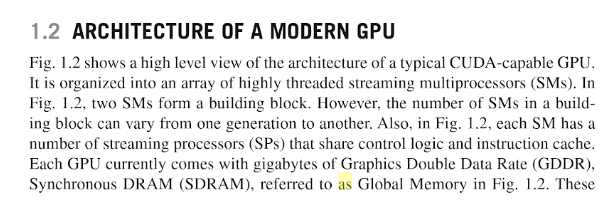 1.2 ARCHITECTURE OF A MODERN GPU
Fig. 1.2 shows a high level view of the architecture of a typical CUDA-capable GPU.
It is organized into an array of highly threaded streaming multiprocessors (SMs). In
Fig. 1.2, two SMs form a building block. However, the number of SMs in a build-
ing block can vary from one generation to another. Also, in Fig. 1.2, each SM has a
number of streaming processors (SPs) that share control logic and instruction cache.
Each GPU currently comes with gigabytes of Graphics Double Data Rate (GDDR),
Synchronous DRAM (SDRAM), referred to as Global Memory in Fig. 1.2. These